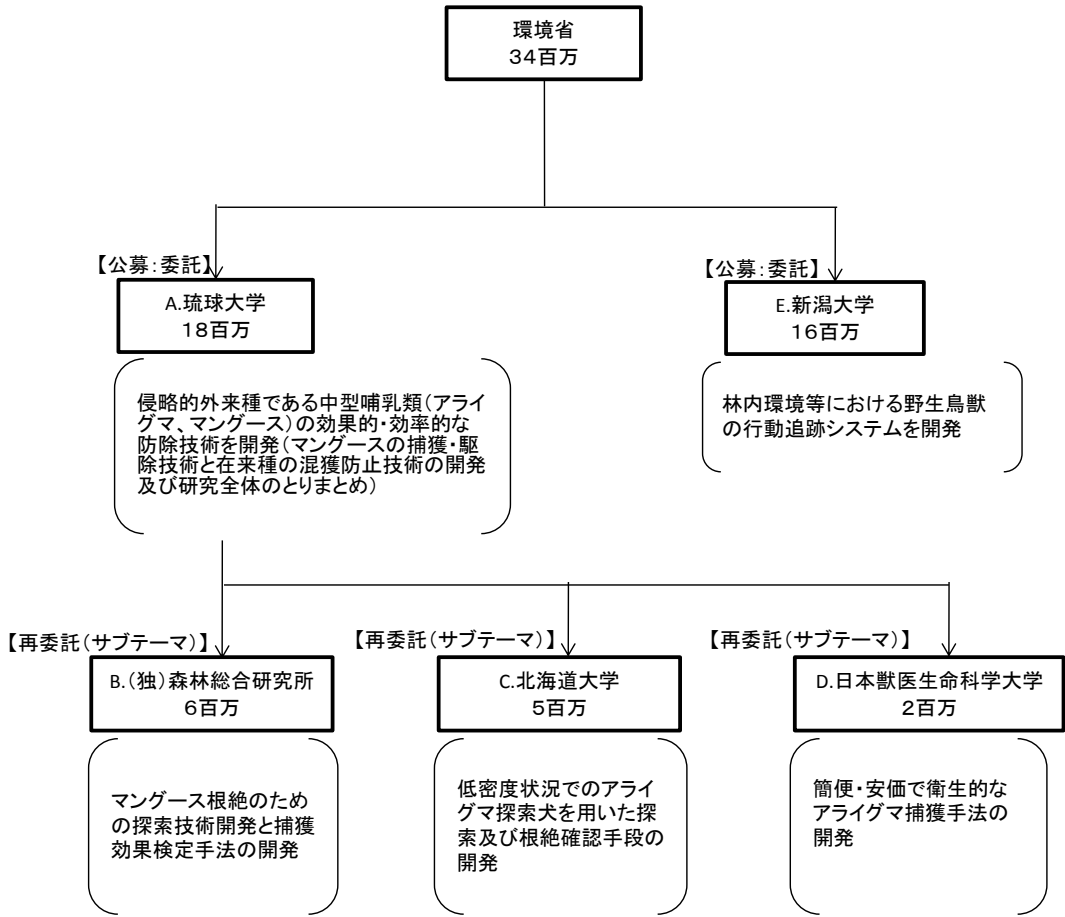 環境省
34百万
【公募：委託】
A.琉球大学
18百万
【公募：委託】
E.新潟大学
16百万
侵略的外来種である中型哺乳類（アライ
グマ、マングース）の効果的・効率的な
防除技術を開発（マングースの捕獲・駆
除技術と在来種の混獲防止技術の開発
及び研究全体のとりまとめ）
林内環境等における野生鳥獣
の行動追跡システムを開発
【再委託（サブテーマ）】
B.（独）森林総合研究所
6百万
【再委託（サブテーマ）】
C.北海道大学
5百万
【再委託（サブテーマ）】
D.日本獣医生命科学大学
2百万
マングース根絶のため
の探索技術開発と捕獲
効果検定手法の開発
低密度状況でのアライ
グマ探索犬を用いた探
索及び根絶確認手段の
開発
簡便・安価で衛生的な
アライグマ捕獲手法の
開発